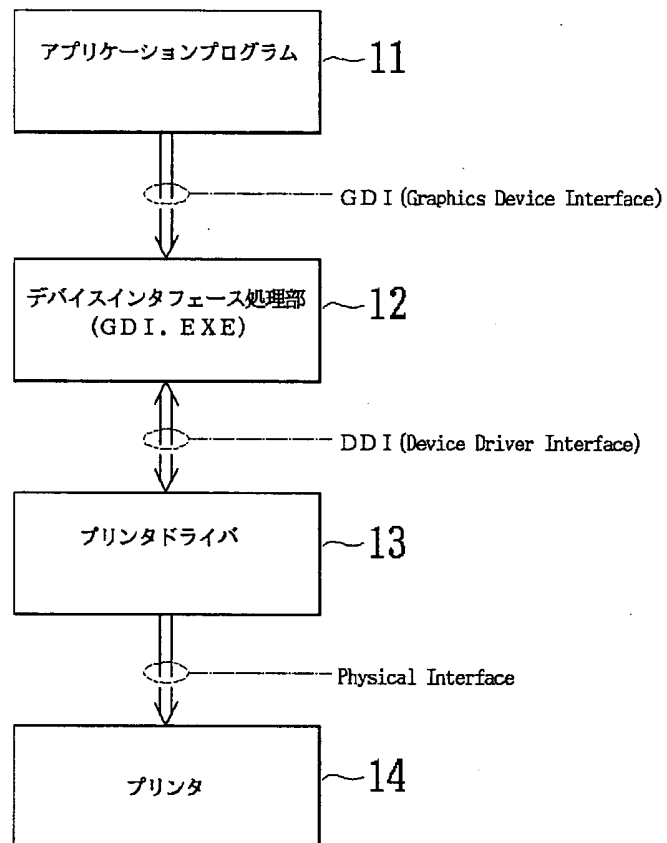 アプリケーションプログラム
11
GDI(Graphics Device Interface)
デバイスインタフェース処理部
(GDI. EXE)
12
DDI(Device Driver Interface)
プリンタドライバ
13
Physical Interface
プリンタ
14